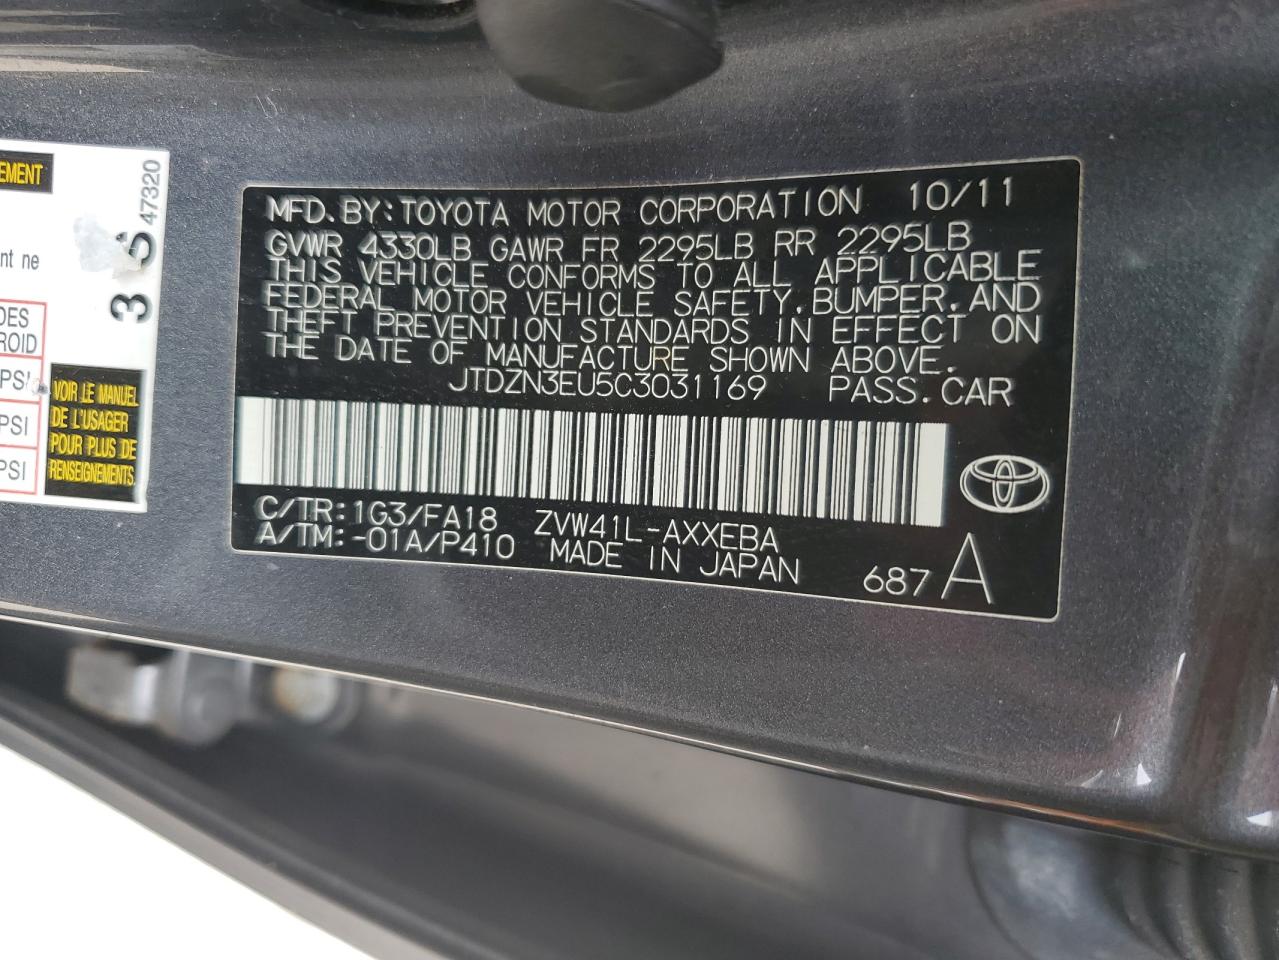 EMENT
47320
3
nt ne
DES
ROID
PSI
PSI
PSI
VOIR LE MANUEL
DE L'USAGER
POUR PLUS DE
RENSEIGNEMENTS.
MFD.BY:TOYOTA MOTOR CORPORATION 10/11
GVWR 4330LB GAWR FR 2295LB RR 2295LB
THIS VEHICLE CONFORMS TO ALL APPLICABLE
FEDERAL MOTOR VEHICLE SAFETY,BUMPER,AND
THEFT PREVENTION STANDARDS IN EFFECT ON
THE DATE OF MANUFACTURE SHOWN ABOVE.
JTDZN3EU5C3031169 PASS.CAR
C/TR:1G3/FA18 ZVW41L-AXXEBA
A/TM:-01A/P410 MADE IN JAPAN 687 A